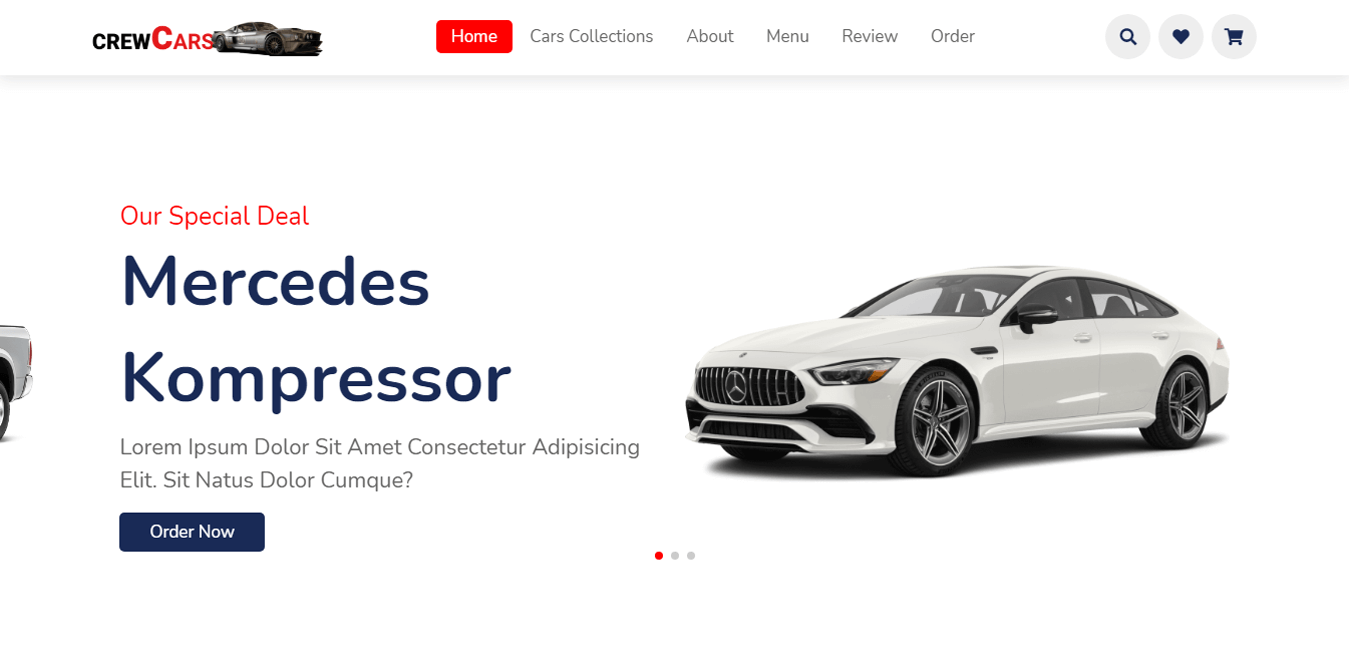 CREWCARS
Home
Cars Collections
About
Menu
Review
Order
Our Special Deal
Mercedes
Kompressor
Lorem Ipsum Dolor Sit Amet Consectetur Adipisicing
Elit. Sit Natus Dolor Cumque?
Order Now